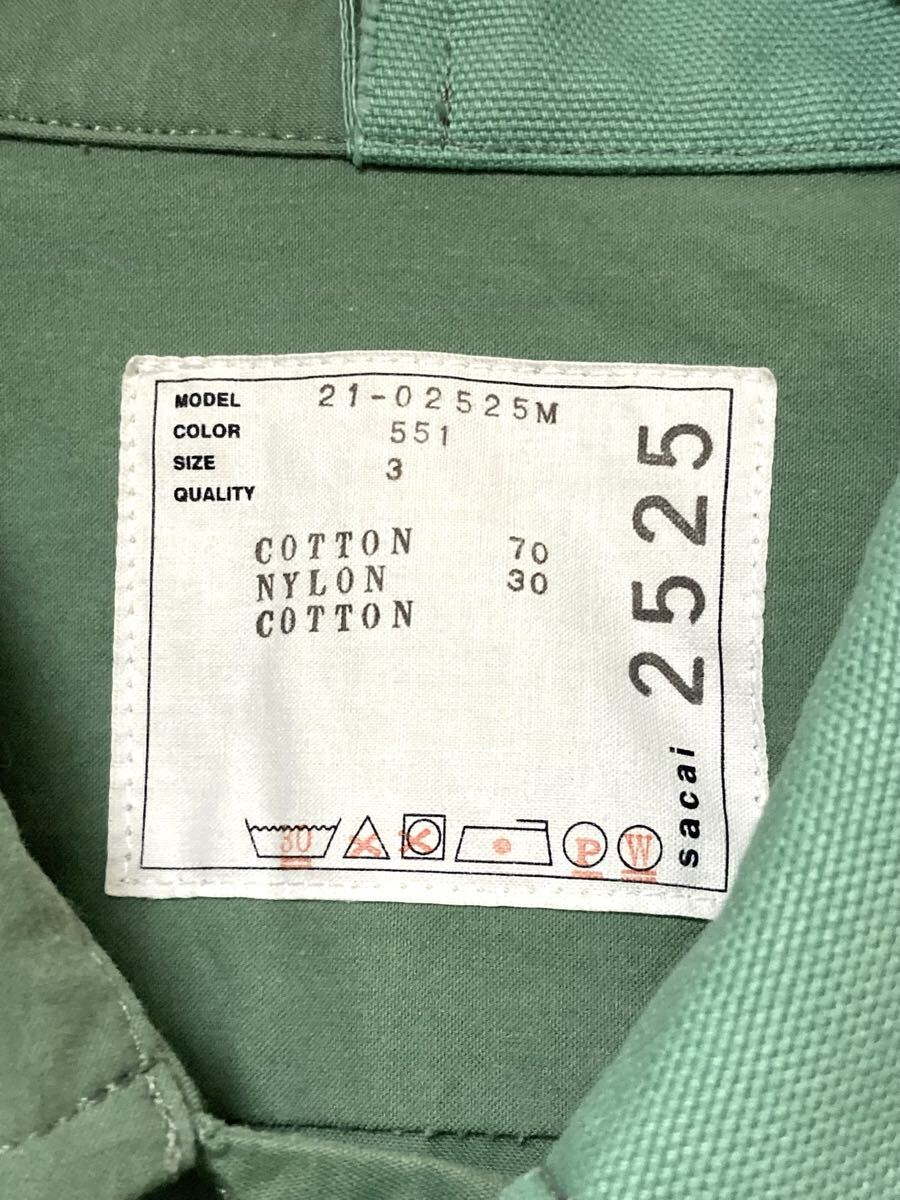 MODEL 21-02525M
COLOR 551
SIZE 3
QUALITY
COTTON 70
NYLON 30
COTTON
30
P
W
sacai 2525